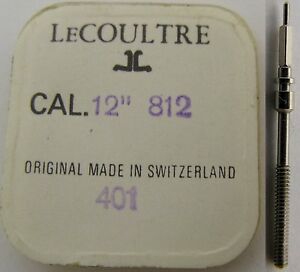 LECOULTRE
CAL. 12''' 812
ORIGINAL MADE IN SWITZERLAND
401